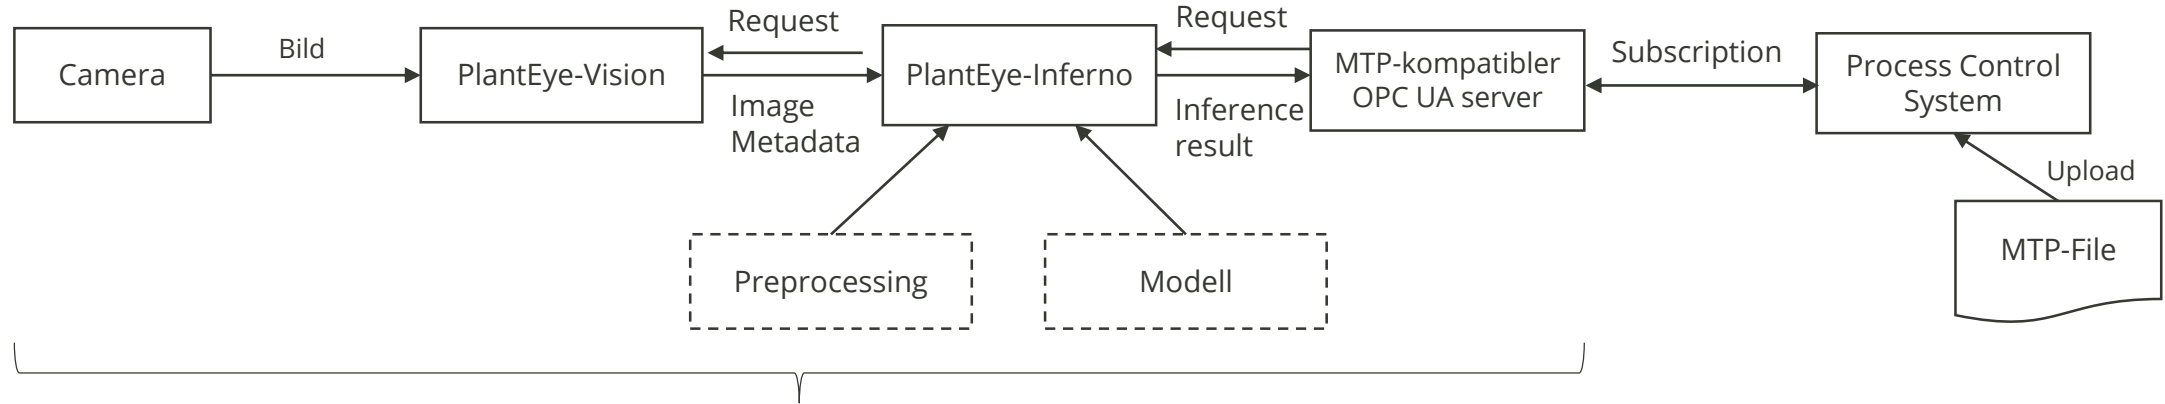 Camera
Bild
PlantEye-Vision
Request
Image
Metadata
PlantEye-Inferno
Request
Inference
result
MTP-kompatibler
OPC UA server
Subscription
Process Control
System
Upload
MTP-File
Preprocessing
Modell